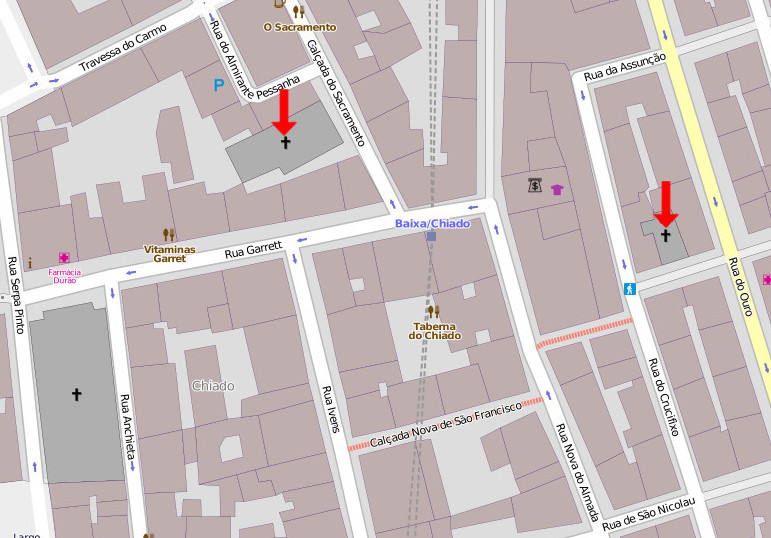 O Sacramento
Travessa do Carmo
Rua do Almirante
Pessanha
Calçada do Sacramento
Rua da Assunção
P
Baixa/Chiado
Vitaminas
Garret
Rua Garrett
i
Farmácia
Durão
Rua Serpa Pinto
Rua do Ouro
Taberna
do Chiado
Chiado
Rua Anchieta
Rua Ivens
Calçada Nova de São Francisco
Rua do Crucifixo
Rua Nova do Almada
Rua de São Nicolau
Largo